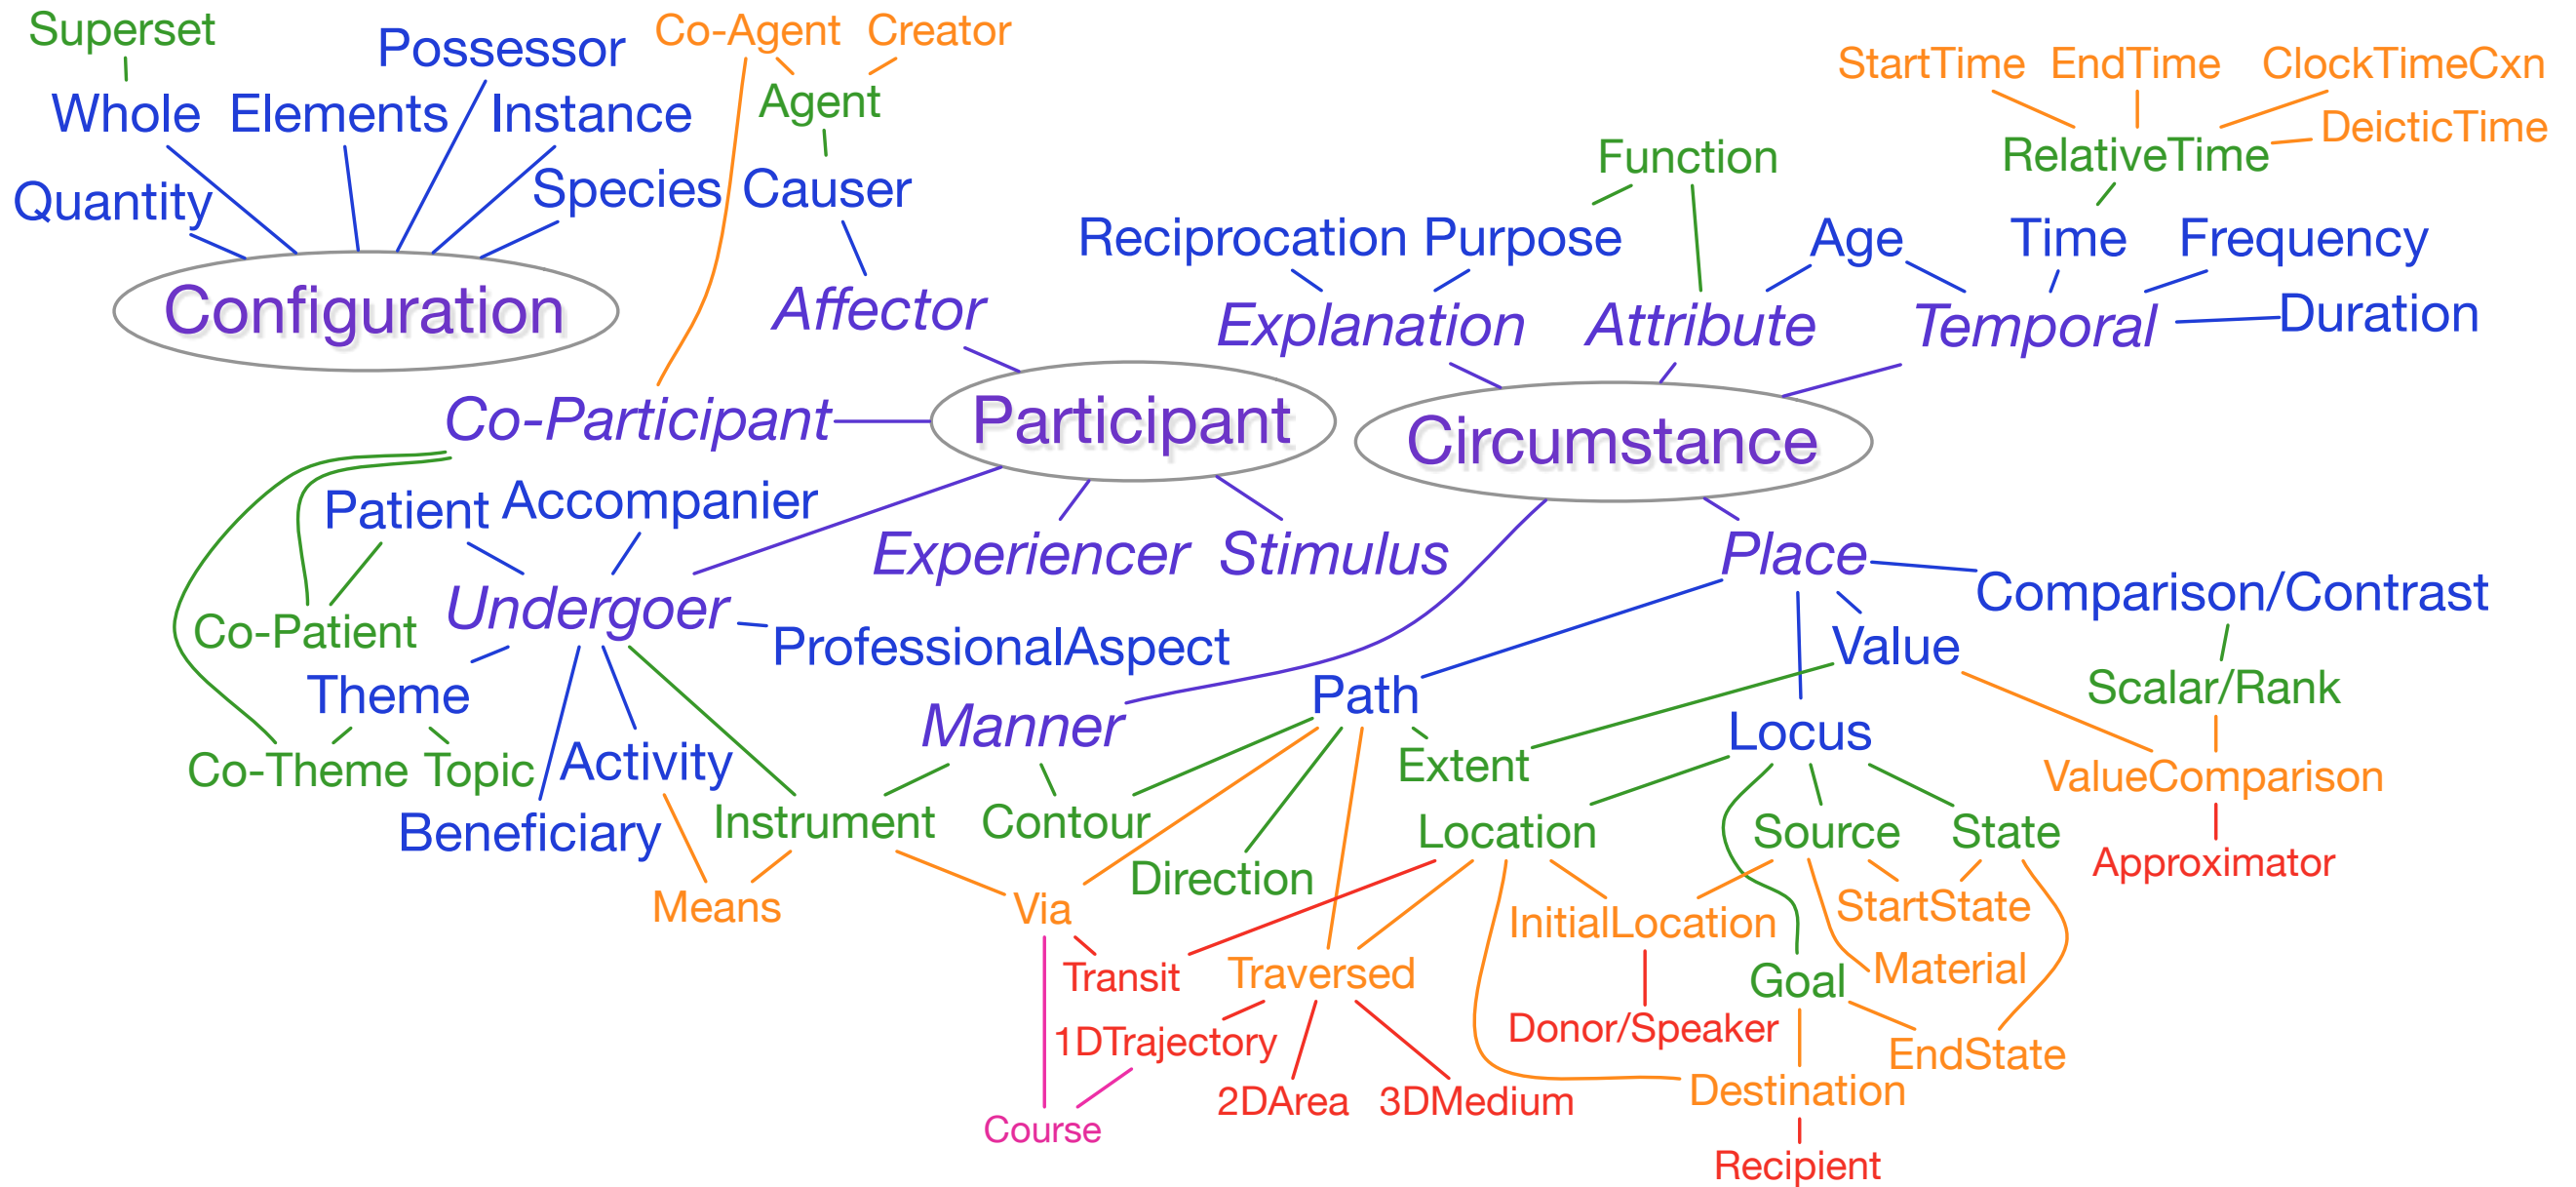 Superset
Possessor
Co-Agent
Creator
StartTime
EndTime
ClockTimeCxn
Whole
Elements
Instance
Agent
DeicticTime
Function
RelativeTime
Quantity
Species
Causer
Reciprocation
Purpose
Age
Time
Frequency
Configuration
Affector
Explanation
Attribute
Temporal
Duration
Co-Participant
Participant
Circumstance
Patient
Accompanier
Experiencer
Stimulus
Place
Comparison/Contrast
Co-Patient
Undergoer
ProfessionalAspect
Value
Theme
Path
Scalar/Rank
Manner
Locus
Co-Theme
Topic
Activity
Extent
ValueComparison
Beneficiary
Instrument
Contour
Location
Source
State
Approximator
Direction
Means
Via
InitialLocation
StartState
Transit
Traversed
Goal
Material
1DTrajectory
Donor/Speaker
EndState
2DArea
3DMedium
Destination
Course
Recipient